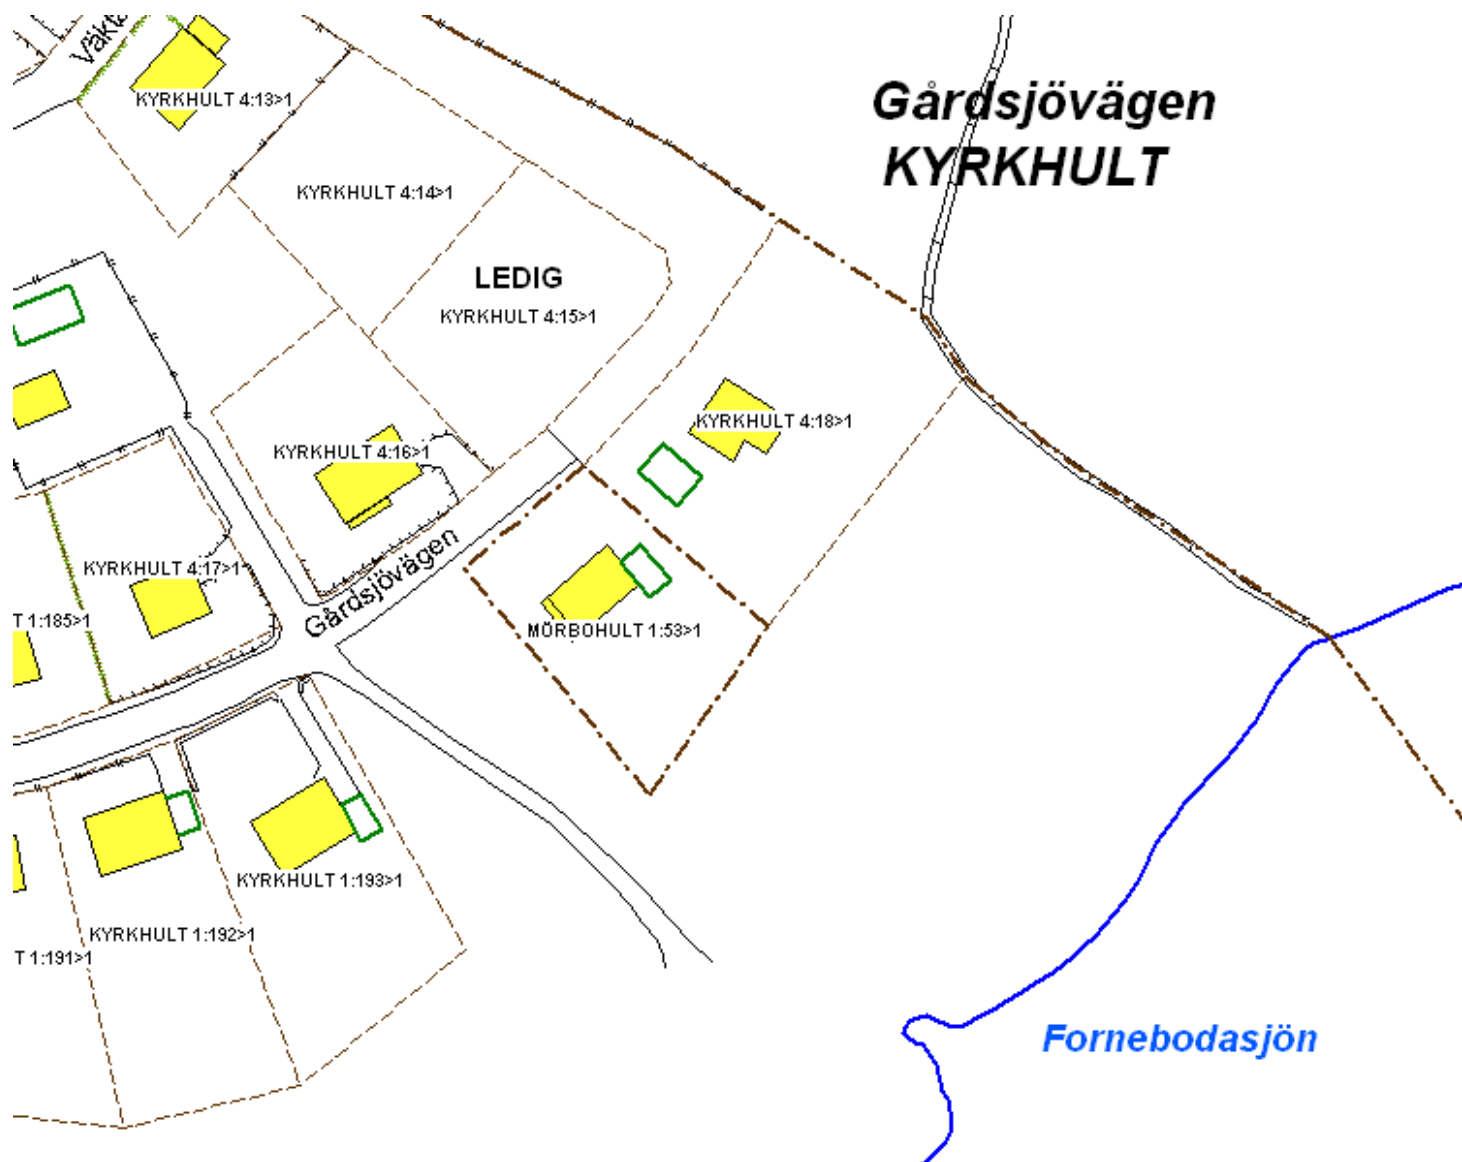 Väkta
KYRKHULT 4:13>1
Gårdsjövägen
KYRKHULT
KYRKHULT 4:14>1
LEDIG
KYRKHULT 4:15>1
KYRKHULT 4:18>1
KYRKHULT 4:16>1
Gårdsjövägen
KYRKHULT 4:17>1
T 1:185>1
MÖRBOHULT 1:53>1
KYRKHULT 1:193>1
KYRKHULT 1:192>1
T 1:191>1
Fornebodasjön